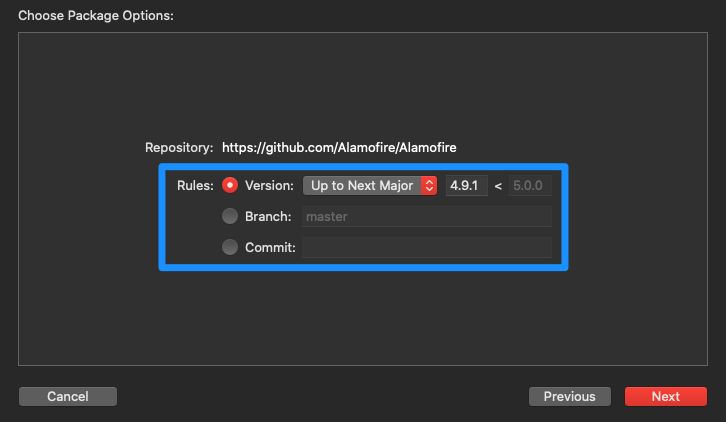 Choose Package Options:
Repository: https://github.com/Alamofire/Alamofire
Rules: Version: Up to Next Major 4.9.1 < 5.0.0
Branch: master
Commit:
Cancel Previous Next